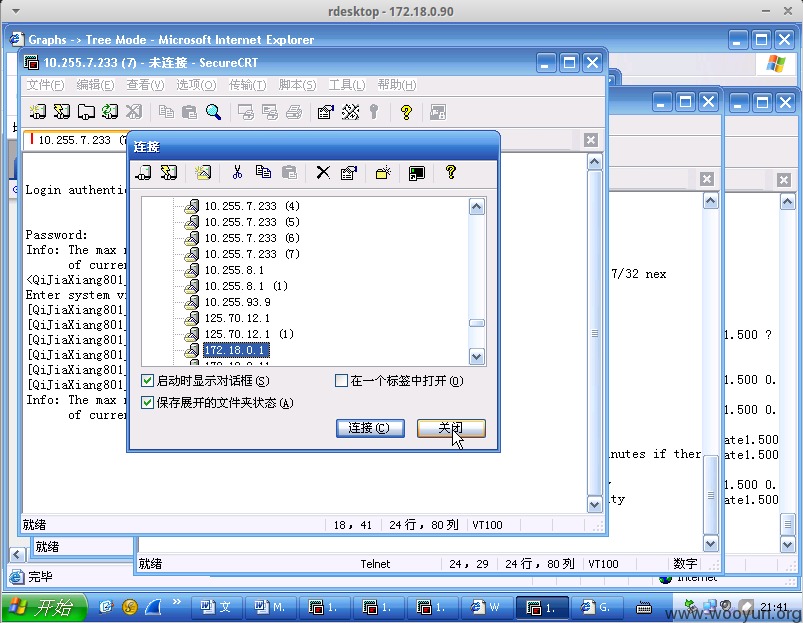 rdesktop - 172.18.0.90
Graphs -> Tree Mode - Microsoft Internet Explorer
10.255.7.233 (7) - 未连接 - SecureCRT
文件(F) 编辑(E) 查看(V) 选项(O) 传输(T) 脚本(S) 工具(L) 帮助(H)
10.255.7.233 (7
Login authentic
Password:
Info: The max n
of curren
<QiJiaXiang801_
Enter system vi
[QiJiaXiang801_
[QiJiaXiang801_
[QiJiaXiang801_
[QiJiaXiang801_
[QiJiaXiang801_
[QiJiaXiang801_
Info: The max n
of curren
连接
10.255.7.233 (4)
10.255.7.233 (5)
10.255.7.233 (6)
10.255.7.233 (7)
10.255.8.1
10.255.8.1 (1)
10.255.93.9
125.70.12.1
125.70.12.1 (1)
172.18.0.1
启动时显示对话框(S)
在一个标签中打开(O)
保存展开的文件夹状态(A)
连接(C)
关闭
7/32 nex
nutes if ther
ty
1.500 ?
1.500 0.
1.500 0.
ate1.500
ate1.500
1.500 0.
ate1.500
就绪 18, 41 24 行, 80 列 VT100
就绪
就绪 Telnet 24, 29 24 行, 80 列 VT100 数字
完毕
Internet
开始 文 M. 1. 1. 1. W 1. G. 21:41
www.wooyun.org